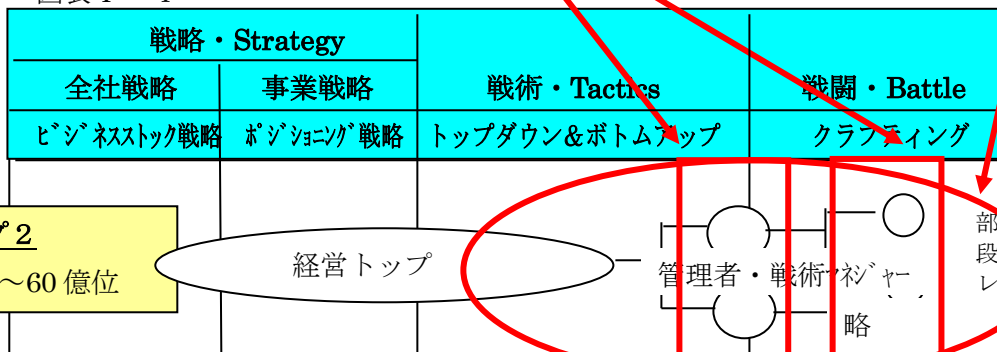 戦略・Strategy
全社戦略 事業戦略 戦術・Tactics 戦闘・Battle
ﾋﾞｼﾞﾈｽｽﾄｯｸ戦略 ﾎﾟｼﾞｼｮﾆﾝｸﾞ戦略 トップダウン&ボトムアップ クラフティング
プ2
～60億位
経営トップ
管理者・戦術ﾏﾈｼﾞｬｰ
略
部
段
レ